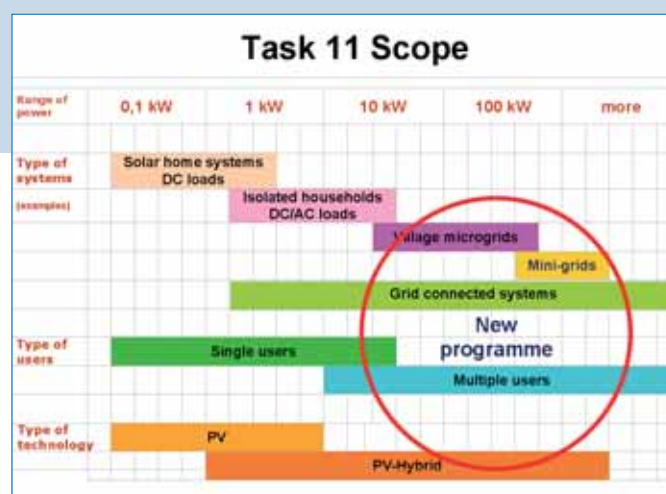 Task 11 Scope
Range of power
0,1 kW
1 kW
10 kW
100 kW
more
Type of systems
(examples)
Solar home systems
DC loads
Isolated households
DC/AC loads
Village microgrids
Mini-grids
Grid connected systems
New
programme
Type of users
Single users
Multiple users
Type of technology
PV
PV-Hybrid